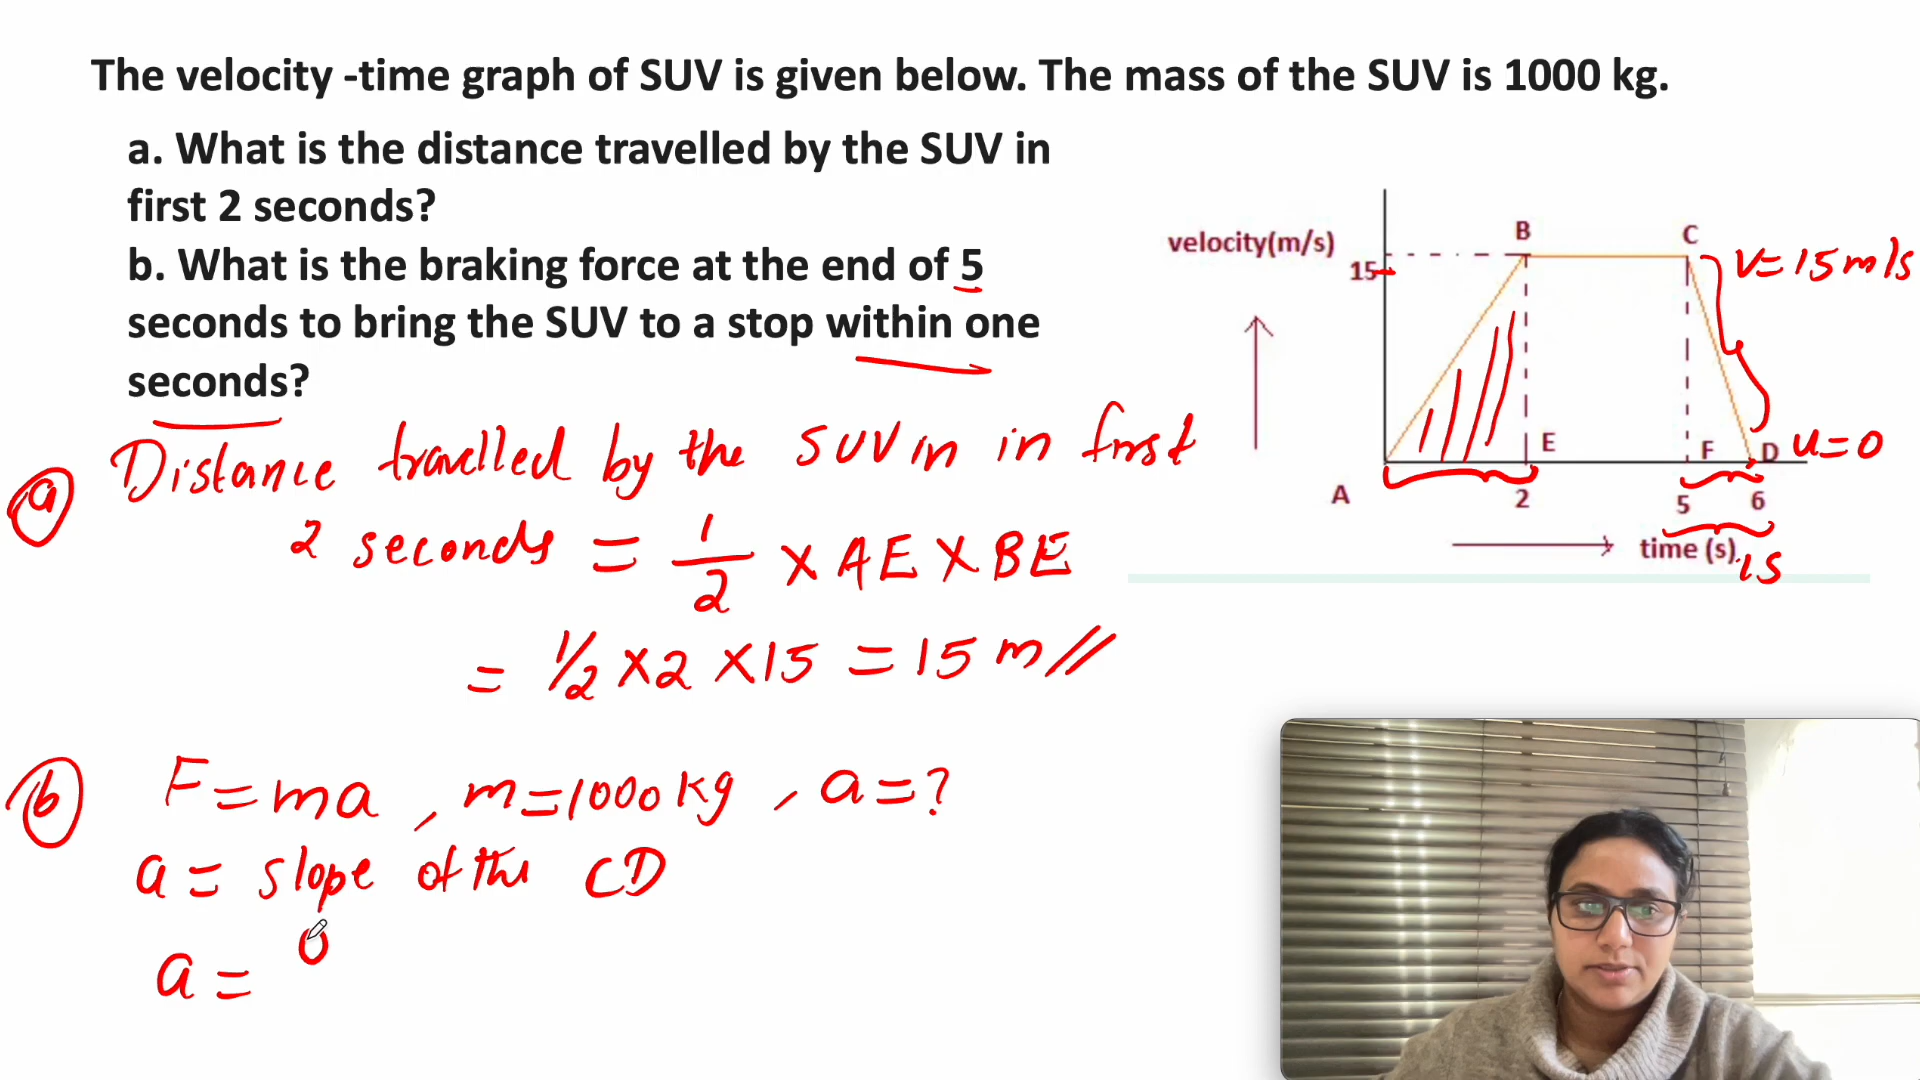 The velocity -time graph of SUV is given below. The mass of the SUV is 1000 kg.
a. What is the distance travelled by the SUV in
first 2 seconds?
b. What is the braking force at the end of 5
seconds to bring the SUV to a stop within one
seconds?
velocity(m/s)
15
B
C
V=15m/s
E
F
D
u=0
A
2
5
6
time (s)
1s
a Distance travelled by the SUV in in first
2 seconds = 1/2 × AE × BE
= 1/2 × 2 × 15 = 15 m//
b F=ma, m=1000kg, a=?
a = slope of the CD
a = 0